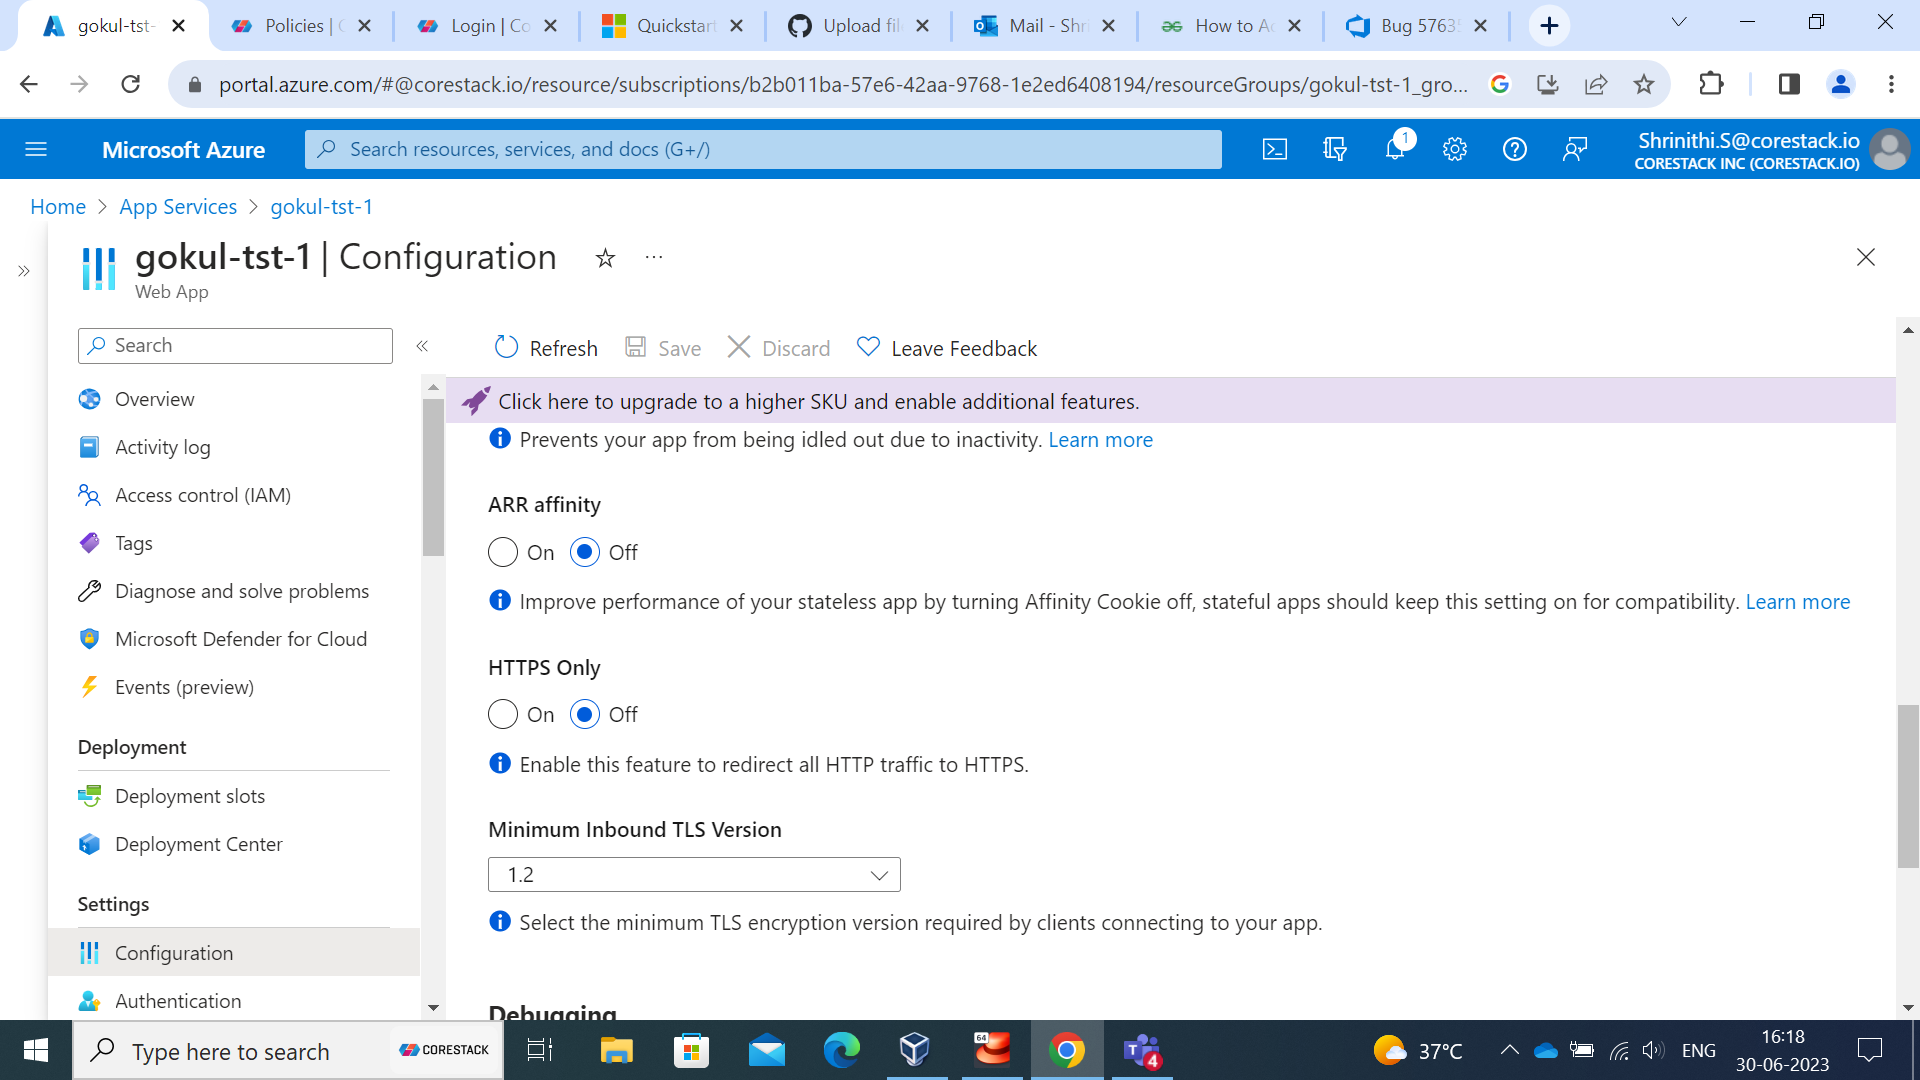 gokul-tst-
Policies | C
Login | Co
Quickstart
Upload fil
Mail - Shri
How to Ac
Bug 5763
portal.azure.com/#@corestack.io/resource/subscriptions/b2b011ba-57e6-42aa-9768-1e2ed6408194/resourceGroups/gokul-tst-1_gro...
Microsoft Azure
Search resources, services, and docs (G+/)
1
Shrinithi.S@corestack.io
CORESTACK INC (CORESTACK.IO)
Home > App Services > gokul-tst-1
gokul-tst-1 | Configuration
Web App
Search
Refresh
Save
Discard
Leave Feedback
Click here to upgrade to a higher SKU and enable additional features.
Overview
Activity log
Access control (IAM)
Tags
Diagnose and solve problems
Microsoft Defender for Cloud
Events (preview)
Deployment
Deployment slots
Deployment Center
Settings
Configuration
Authentication
Prevents your app from being idled out due to inactivity. Learn more
ARR affinity
On Off
Improve performance of your stateless app by turning Affinity Cookie off, stateful apps should keep this setting on for compatibility. Learn more
HTTPS Only
On Off
Enable this feature to redirect all HTTP traffic to HTTPS.
Minimum Inbound TLS Version
1.2
Select the minimum TLS encryption version required by clients connecting to your app.
Debugging
Type here to search
CORESTACK
64
4
37°C
ENG
16:18
30-06-2023